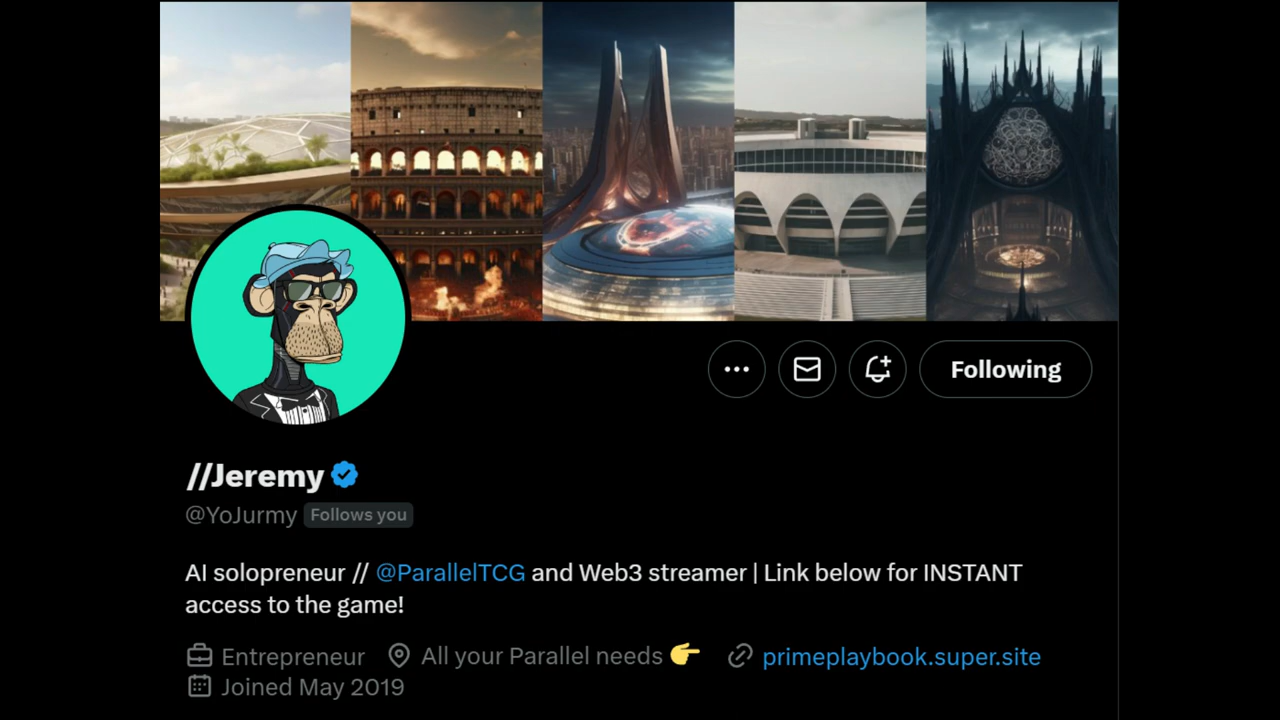 Following
//Jeremy
@YoJurmy Follows you
AI solopreneur // @ParallelTCG and Web3 streamer | Link below for INSTANT
access to the game!
Entrepreneur All your Parallel needs 👉 primeplaybook.super.site
Joined May 2019